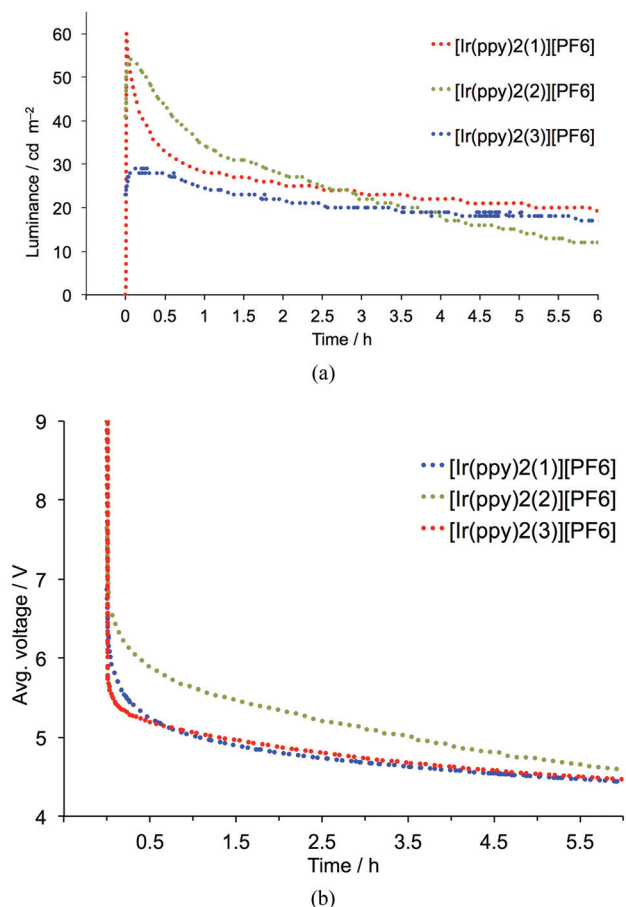 60
50
40
30
20
10
0
Luminance / cd m⁻²
[Ir(ppy)2(1)][PF6]
[Ir(ppy)2(2)][PF6]
[Ir(ppy)2(3)][PF6]
0 0.5 1 1.5 2 2.5 3 3.5 4 4.5 5 5.5 6
Time / h
(a)
9
8
7
6
5
4
Avg. voltage / V
[Ir(ppy)2(1)][PF6]
[Ir(ppy)2(2)][PF6]
[Ir(ppy)2(3)][PF6]
0.5 1.5 2.5 3.5 4.5 5.5
Time / h
(b)